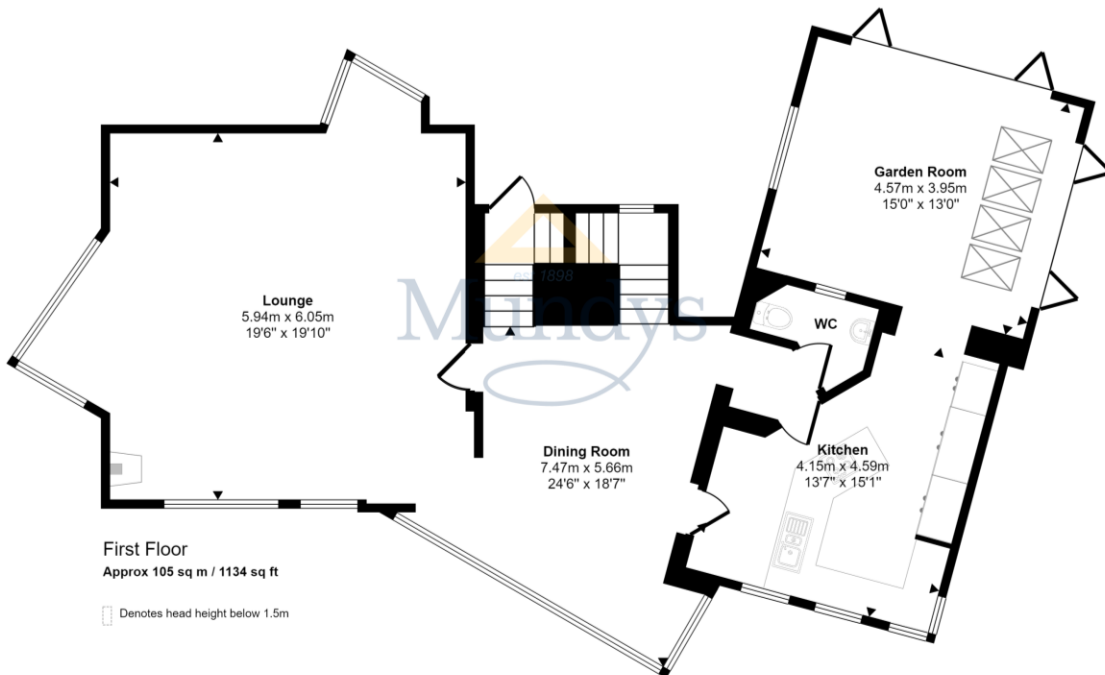 Garden Room
4.57m x 3.95m
15'0" x 13'0"
Lounge
5.94m x 6.05m
19'6" x 19'10"
est 1898
Mundys
WC
Dining Room
7.47m x 5.66m
24'6" x 18'7"
Kitchen
4.15m x 4.59m
13'7" x 15'1"
First Floor
Approx 105 sq m / 1134 sq ft
Denotes head height below 1.5m